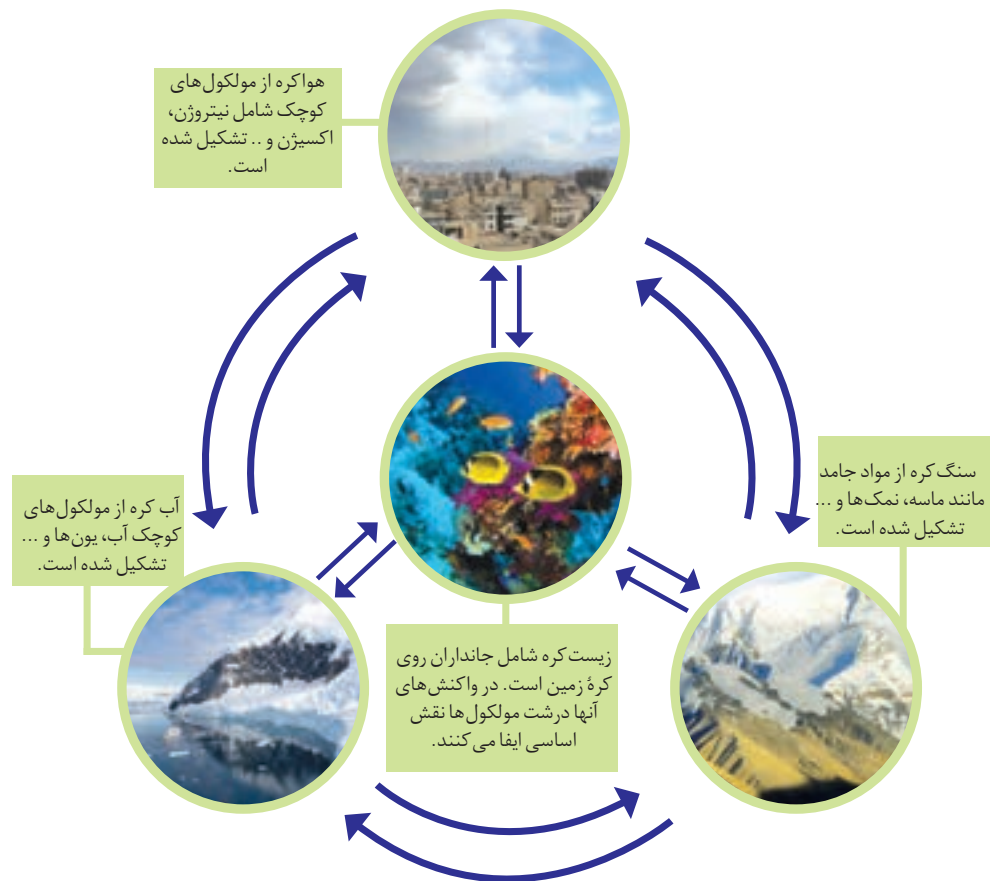 هواکره از مولکول‌های
کوچک شامل نیتروژن،
اکسیژن و .. تشکیل شده
است.
سنگ‌کره از مواد جامد
مانند ماسه، نمک‌ها و ...
تشکیل شده است.
آب کره از مولکول‌های
کوچک آب، یون‌ها و ...
تشکیل شده است.
زیست‌کره شامل جانداران روی
کرهٔ زمین است. در واکنش‌های
آنها درشت مولکول‌ها نقش
اساسی ایفا می‌کنند.